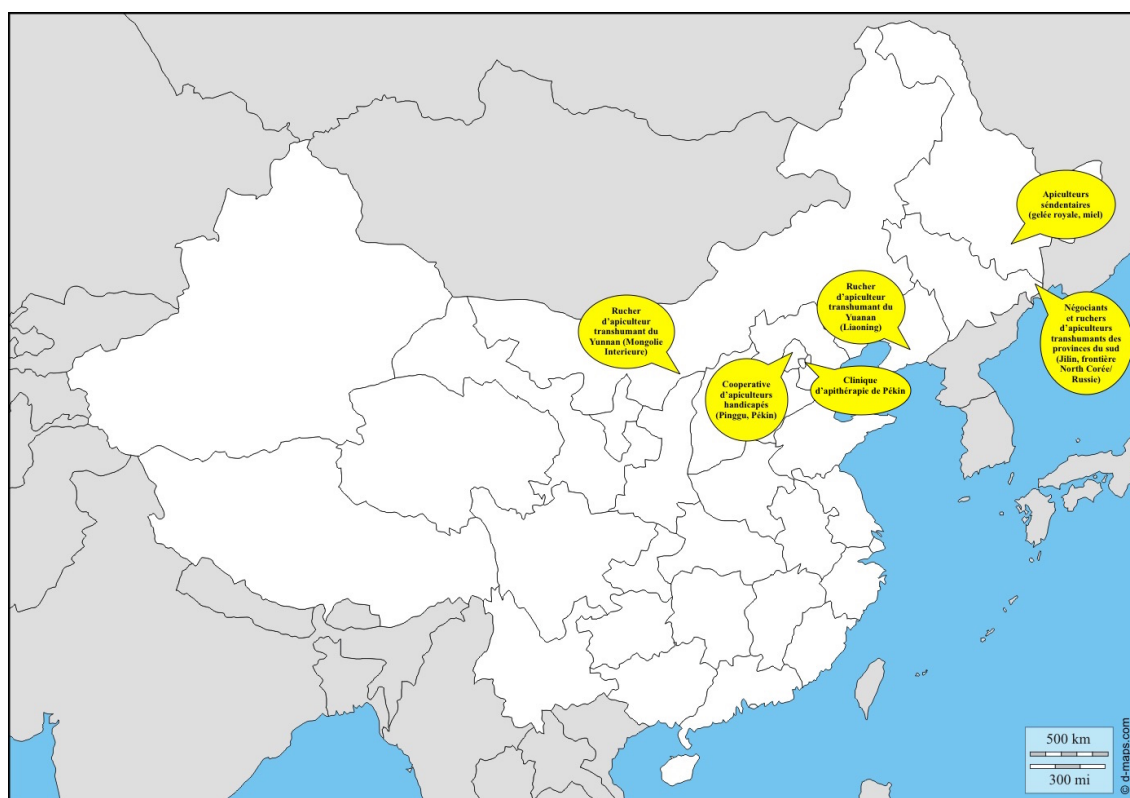 Apiculteurs
séndentaires
(gelée royale, miel)
Rucher
d'apiculteur
transhumant du
Yuanan
(Liaoning)
Rucher
d'apiculteur
transhumant du
Yunnan (Mongolie
Interieure)
Négociants
et ruchers
d'apiculteurs
transhumants des
provinces du sud
(Jilin, frontière
North Corée/
Russie)
Cooperative
d'apiculteurs
handicapés
(Pinggu, Pékin)
Clinique
d'apithérapie de Pékin
500 km
300 mi
© d-maps.com